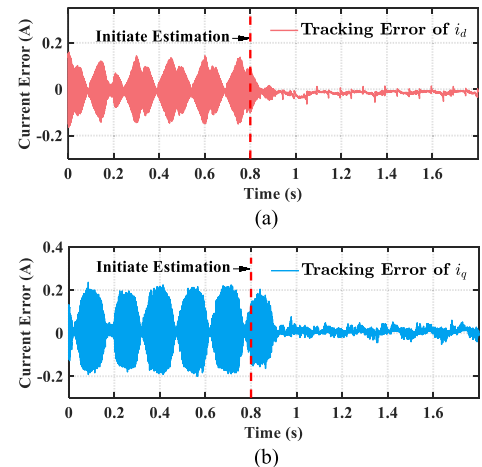 0.2
0
-0.2
Current Error (A)
Initiate Estimation
Tracking Error of i_d
0 0.2 0.4 0.6 0.8 1 1.2 1.4 1.6
Time (s)
(a)
0.4
0.2
0
-0.2
Current Error (A)
Initiate Estimation
Tracking Error of i_q
0 0.2 0.4 0.6 0.8 1 1.2 1.4 1.6
Time (s)
(b)